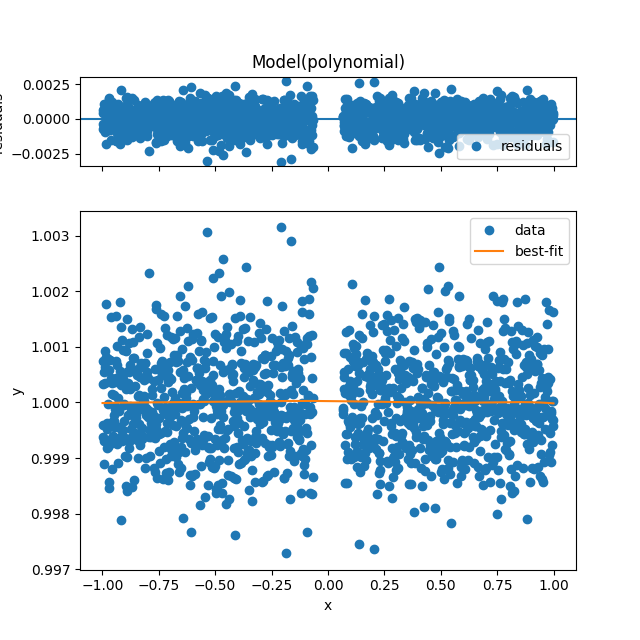 Model(polynomial)
0.0025
0.0000
−0.0025
residuals
residuals
1.003
1.002
1.001
1.000
0.999
0.998
0.997
y
data
best-fit
−1.00 −0.75 −0.50 −0.25 0.00 0.25 0.50 0.75 1.00
x